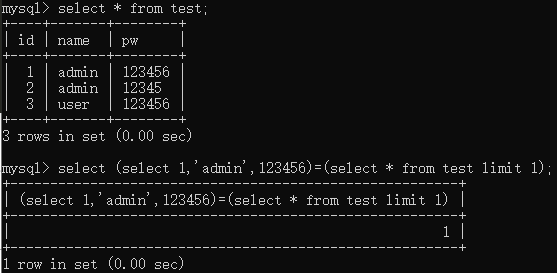 mysql> select * from test;
+----+-------+--------+
| id | name  | pw     |
+----+-------+--------+
|  1 | admin | 123456 |
|  2 | admin | 12345  |
|  3 | user  | 123456 |
+----+-------+--------+
3 rows in set (0.00 sec)

mysql> select (select 1,'admin',123456)=(select * from test limit 1);
+--------------------------------------------------------+
| (select 1,'admin',123456)=(select * from test limit 1) |
+--------------------------------------------------------+
|                                                      1 |
+--------------------------------------------------------+
1 row in set (0.00 sec)